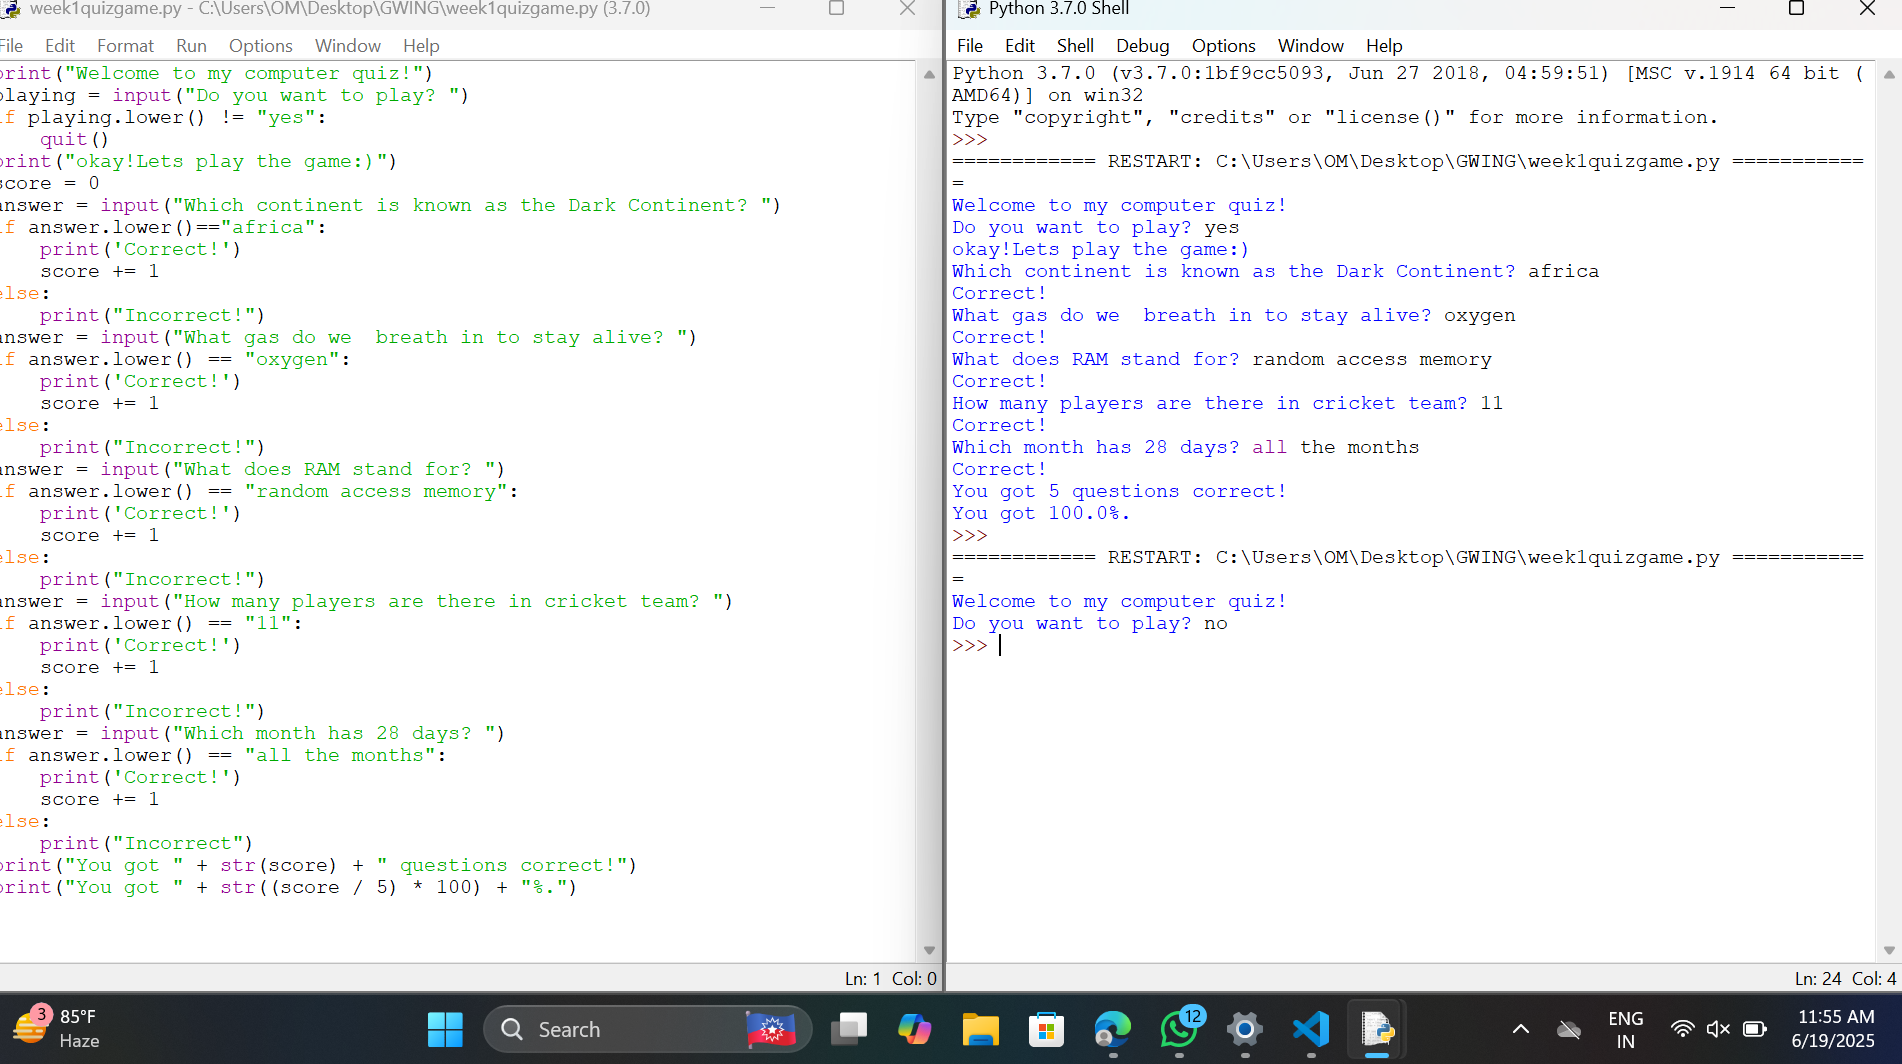 week1quizgame.py - C:\Users\OM\Desktop\GWING\week1quizgame.py (3.7.0)
File Edit Format Run Options Window Help
print("Welcome to my computer quiz!")
playing = input("Do you want to play? ")
if playing.lower() != "yes":
    quit()
print("okay!Lets play the game:)")
score = 0
answer = input("Which continent is known as the Dark Continent? ")
if answer.lower()=="africa":
    print('Correct!')
    score += 1
else:
    print("Incorrect!")
answer = input("What gas do we  breath in to stay alive? ")
if answer.lower() == "oxygen":
    print('Correct!')
    score += 1
else:
    print("Incorrect!")
answer = input("What does RAM stand for? ")
if answer.lower() == "random access memory":
    print('Correct!')
    score += 1
else:
    print("Incorrect!")
answer = input("How many players are there in cricket team? ")
if answer.lower() == "11":
    print('Correct!')
    score += 1
else:
    print("Incorrect!")
answer = input("Which month has 28 days? ")
if answer.lower() == "all the months":
    print('Correct!')
    score += 1
else:
    print("Incorrect")
print("You got " + str(score) + " questions correct!")
print("You got " + str((score / 5) * 100) + "%.")
Ln: 1 Col: 0
Python 3.7.0 Shell
File Edit Shell Debug Options Window Help
Python 3.7.0 (v3.7.0:1bf9cc5093, Jun 27 2018, 04:59:51) [MSC v.1914 64 bit (
AMD64)] on win32
Type "copyright", "credits" or "license()" for more information.
>>>
============ RESTART: C:\Users\OM\Desktop\GWING\week1quizgame.py ===========
=
Welcome to my computer quiz!
Do you want to play? yes
okay!Lets play the game:)
Which continent is known as the Dark Continent? africa
Correct!
What gas do we  breath in to stay alive? oxygen
Correct!
What does RAM stand for? random access memory
Correct!
How many players are there in cricket team? 11
Correct!
Which month has 28 days? all the months
Correct!
You got 5 questions correct!
You got 100.0%.
>>>
============ RESTART: C:\Users\OM\Desktop\GWING\week1quizgame.py ===========
=
Welcome to my computer quiz!
Do you want to play? no
>>>
Ln: 24 Col: 4
3
85°F
Haze
Search
12
ENG
IN
11:55 AM
6/19/2025